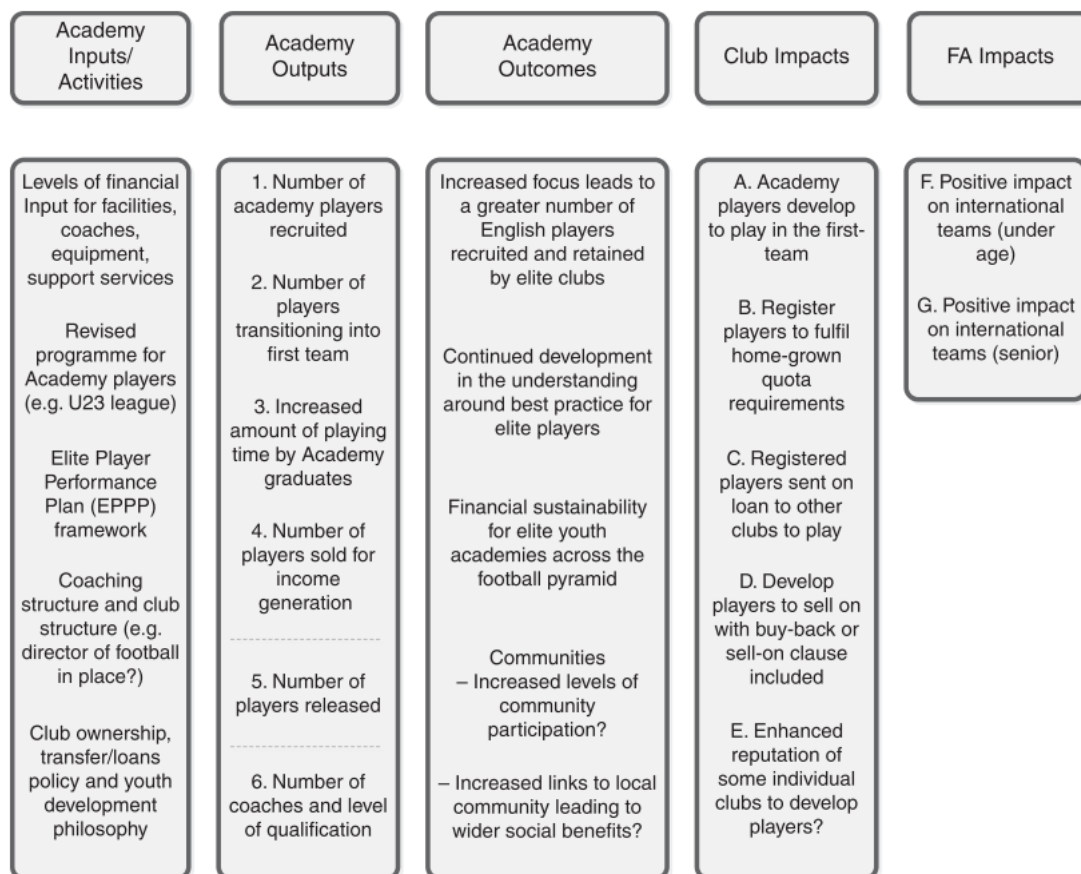 Academy
Inputs/
Activities
Academy
Outputs
Academy
Outcomes
Club Impacts
FA Impacts
Levels of financial
Input for facilities,
coaches,
equipment,
support services
Revised
programme for
Academy players
(e.g. U23 league)
Elite Player
Performance
Plan (EPPP)
framework
Coaching
structure and club
structure (e.g.
director of football
in place?)
Club ownership,
transfer/loans
policy and youth
development
philosophy
1. Number of
academy players
recruited
2. Number of
players
transitioning into
first team
3. Increased
amount of playing
time by Academy
graduates
4. Number of
players sold for
income
generation
5. Number of
players released
6. Number of
coaches and level
of qualification
Increased focus leads to
a greater number of
English players
recruited and retained
by elite clubs
Continued development
in the understanding
around best practice for
elite players
Financial sustainability
for elite youth
academies across the
football pyramid
Communities
– Increased levels of
community
participation?
– Increased links to local
community leading to
wider social benefits?
A. Academy
players develop
to play in the first-
team
B. Register
players to fulfil
home-grown
quota
requirements
C. Registered
players sent on
loan to other
clubs to play
D. Develop
players to sell on
with buy-back or
sell-on clause
included
E. Enhanced
reputation of
some individual
clubs to develop
players?
F. Positive impact
on international
teams (under
age)
G. Positive impact
on international
teams (senior)